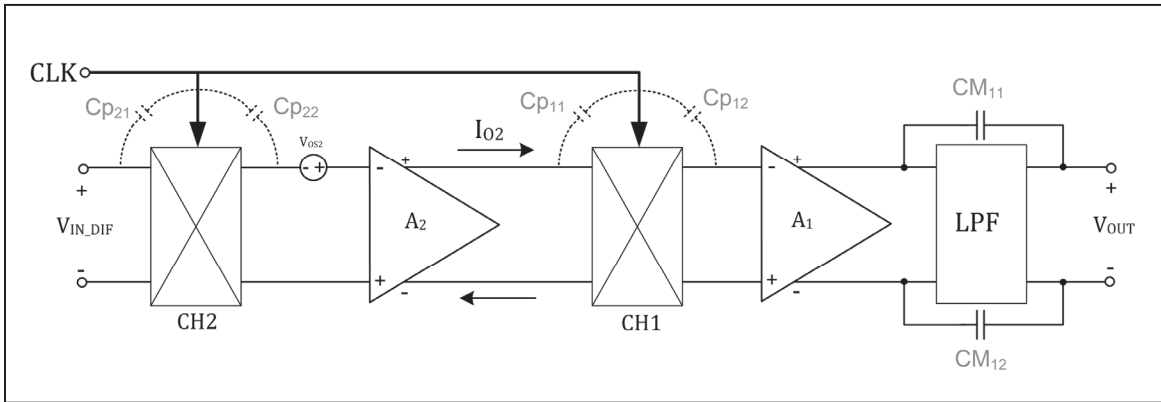 CLK
Cp21
Cp22
Cp11
Cp12
CM11
VOS2
IO2
- +
- +
- +
+
VIN_DIF
-
A2
+ -
A1
+ -
LPF
+
VOUT
-
CH2
CH1
CM12